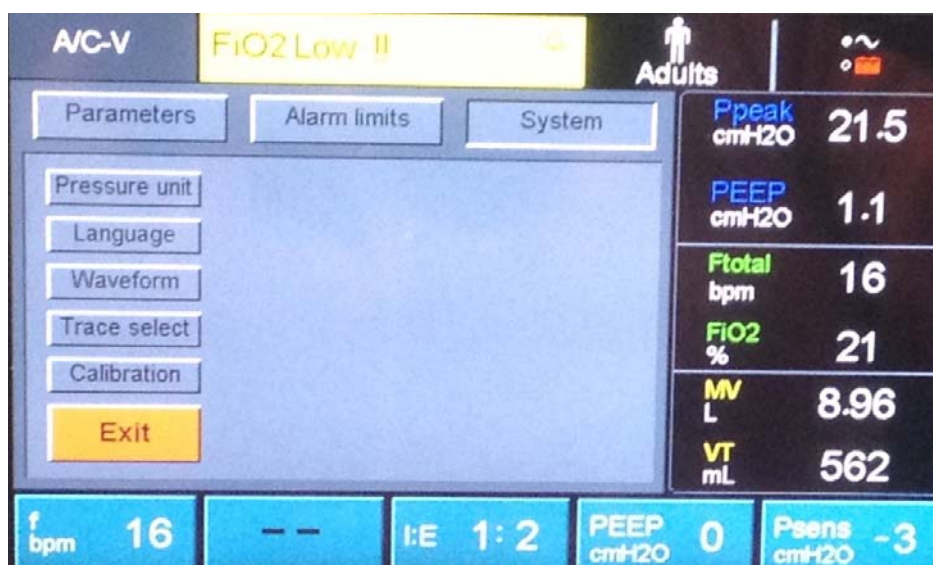 A/C-V
FiO2 Low !!
Adults
Parameters
Alarm limits
System
Pressure unit
Language
Waveform
Trace select
Calibration
Exit
Ppeak
cmH2O
21.5
PEEP
cmH2O
1.1
Ftotal
bpm
16
FiO2
%
21
MV
L
8.96
VT
mL
562
f
bpm
16
--
I:E 1:2
PEEP
cmH2O
0
Psens
cmH2O
-3